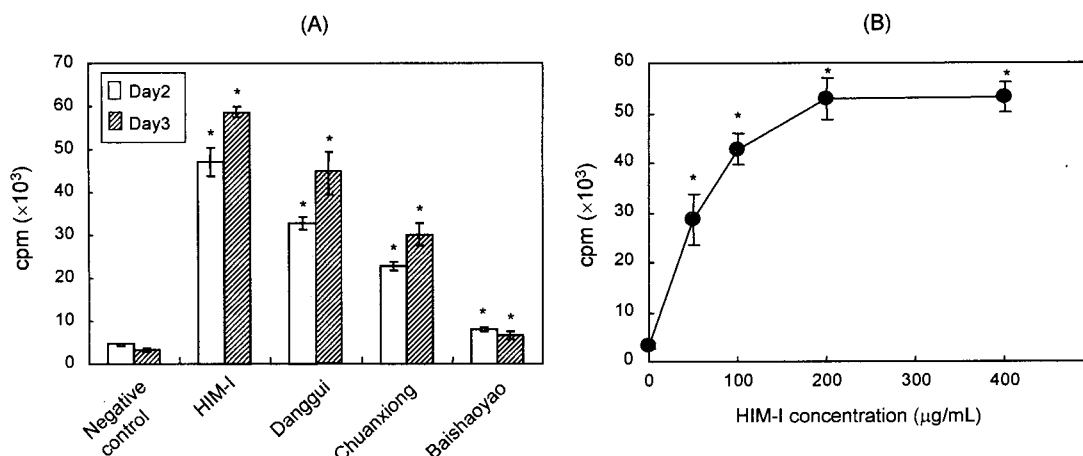 (A)
70
60
50
40
30
20
10
0
cpm (×10³)
Day2
Day3
* * * * * * * *
Negative
control
HIM-I
Danggui
Chuanxiong
Baishaoyao
(B)
60
50
40
30
20
10
0
cpm (×10³)
* * * *
0 100 200 300 400
HIM-I concentration (μg/mL)